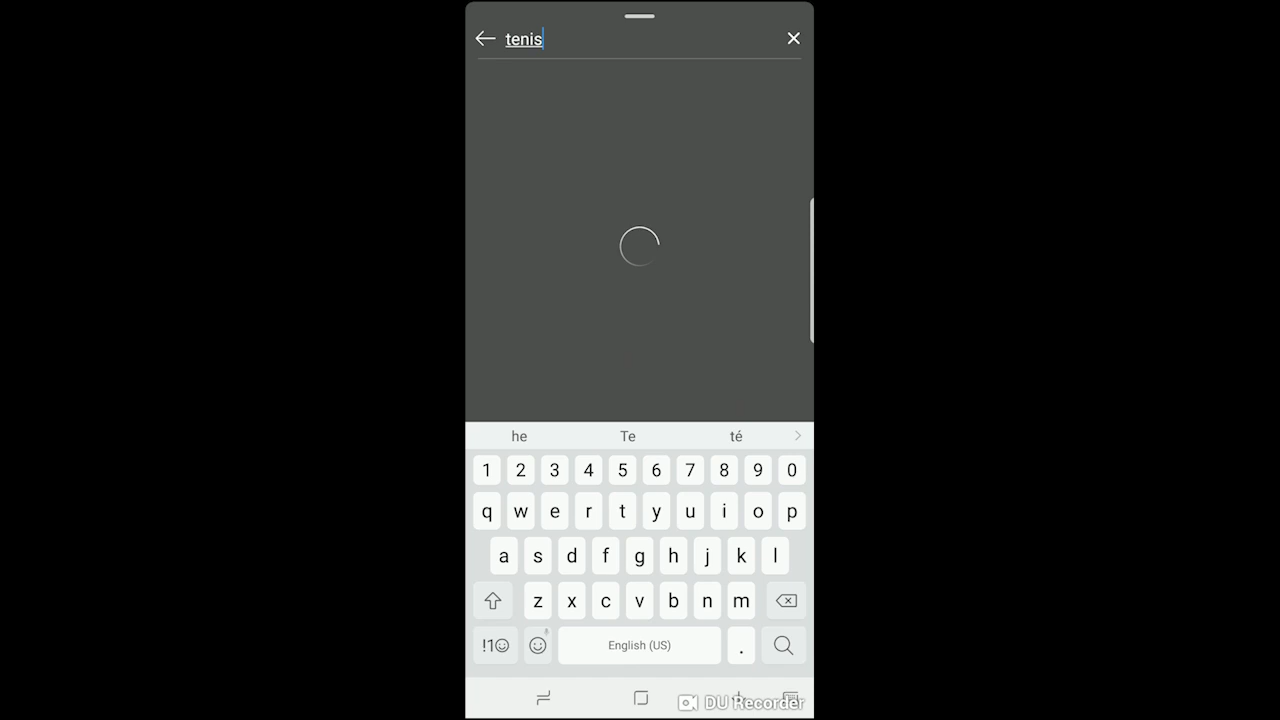 tenis
he Te té
1 2 3 4 5 6 7 8 9 0
q w e r t y u i o p
a s d f g h j k l
z x c v b n m
!1☺ English (US) .
DU Recorder